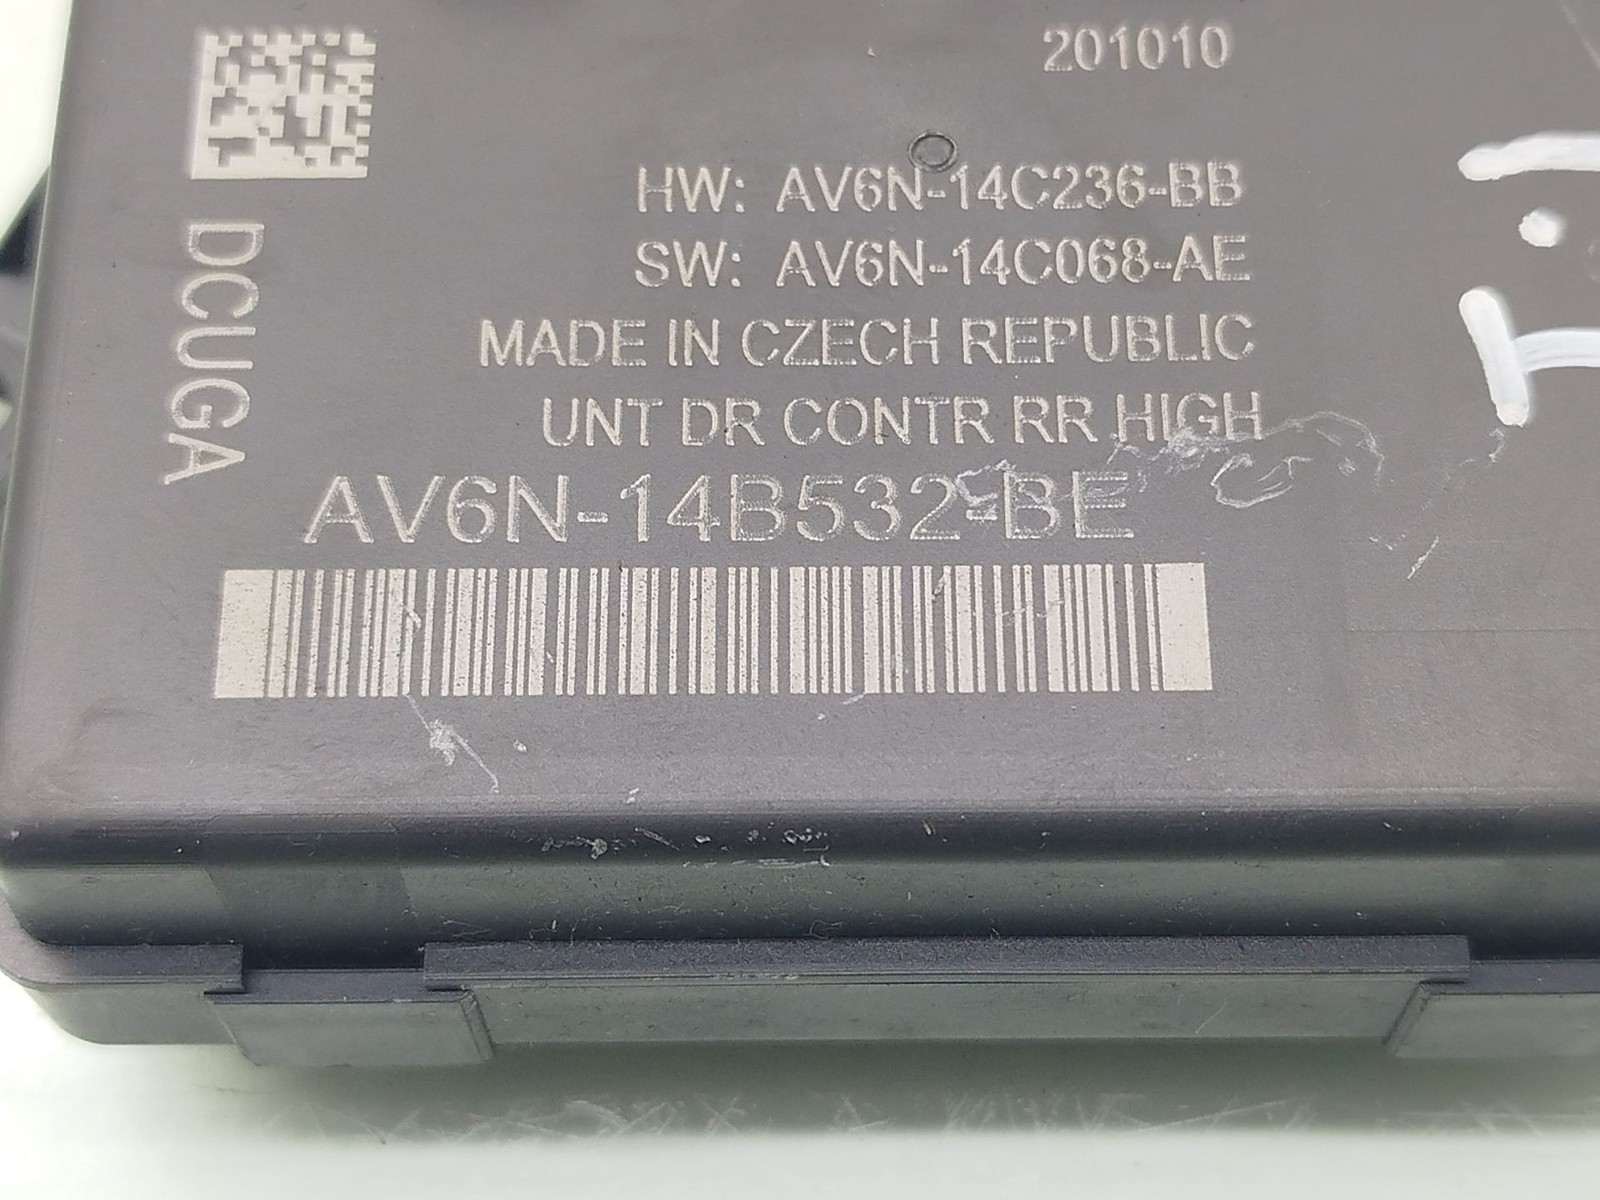 201010
HW: AV6N-14C236-BB
SW: AV6N-14C068-AE
MADE IN CZECH REPUBLIC
UNT DR CONTR RR HIGH
AV6N-14B532-BE
DCUGA